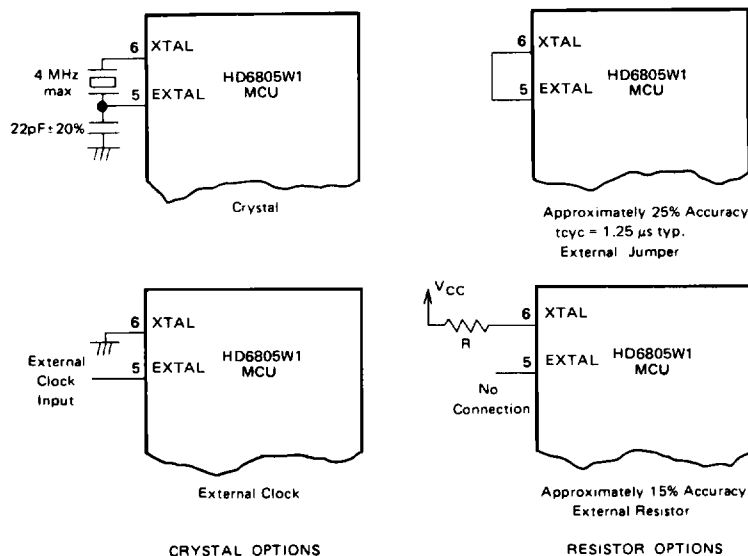 6 XTAL
4 MHz
max
HD6805W1
MCU
5 EXTAL
22pF±20%
Crystal
6 XTAL
HD6805W1
MCU
5 EXTAL
Approximately 25% Accuracy
tcyc = 1.25 µs typ.
External Jumper
6 XTAL
External
Clock
Input
5 EXTAL
HD6805W1
MCU
External Clock
VCC
R
6 XTAL
5 EXTAL
HD6805W1
MCU
No
Connection
Approximately 15% Accuracy
External Resistor
CRYSTAL OPTIONS
RESISTOR OPTIONS